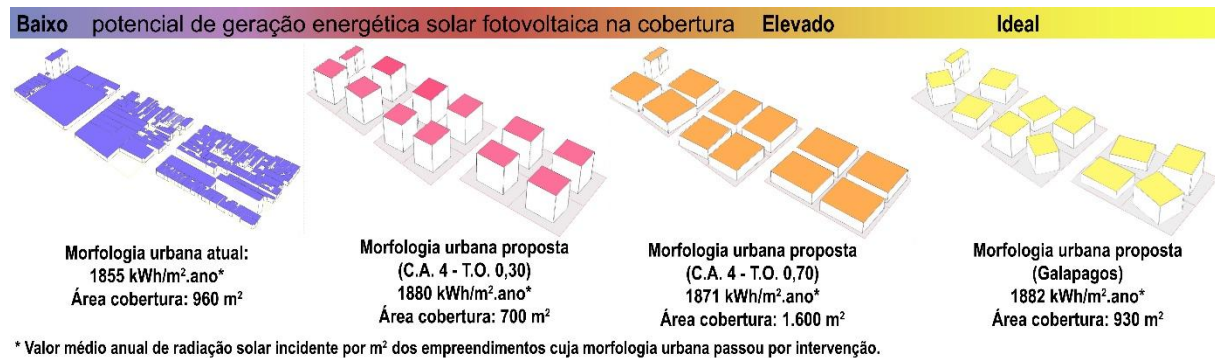 Baixo potencial de geração energética solar fotovoltaica na cobertura Elevado Ideal
Morfologia urbana atual:
1855 kWh/m².ano*
Área cobertura: 960 m²
Morfologia urbana proposta
(C.A. 4 - T.O. 0,30)
1880 kWh/m².ano*
Área cobertura: 700 m²
Morfologia urbana proposta
(C.A. 4 - T.O. 0,70)
1871 kWh/m².ano*
Área cobertura: 1.600 m²
Morfologia urbana proposta
(Galapagos)
1882 kWh/m².ano*
Área cobertura: 930 m²
* Valor médio anual de radiação solar incidente por m² dos empreendimentos cuja morfologia urbana passou por intervenção.